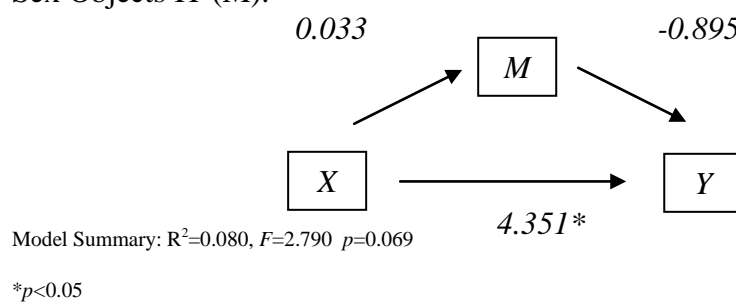 Sex Objects (M).
0.033 -0.895
M
X Y
4.351*
Model Summary: R²=0.080, F=2.790 p=0.069
*p<0.05